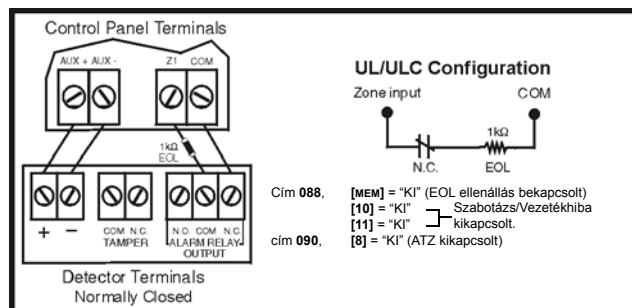 Control Panel Terminals
AUX + AUX -
Z1 COM
1kΩ
EOL
+ −
COM N.C.
TAMPER
N.O. COM N.C.
ALARM RELAY
OUTPUT
Detector Terminals
Normally Closed
UL/ULC Configuration
Zone input COM
1kΩ
N.C. EOL
Cím 088, [MEM] = “KI” (EOL ellenállás bekapcsolt)
[10] = “KI” Szabotázs/Vezetékhiba
[11] = “KI” kikapcsolt.
cím 090, [8] = “KI” (ATZ kikapcsolt)